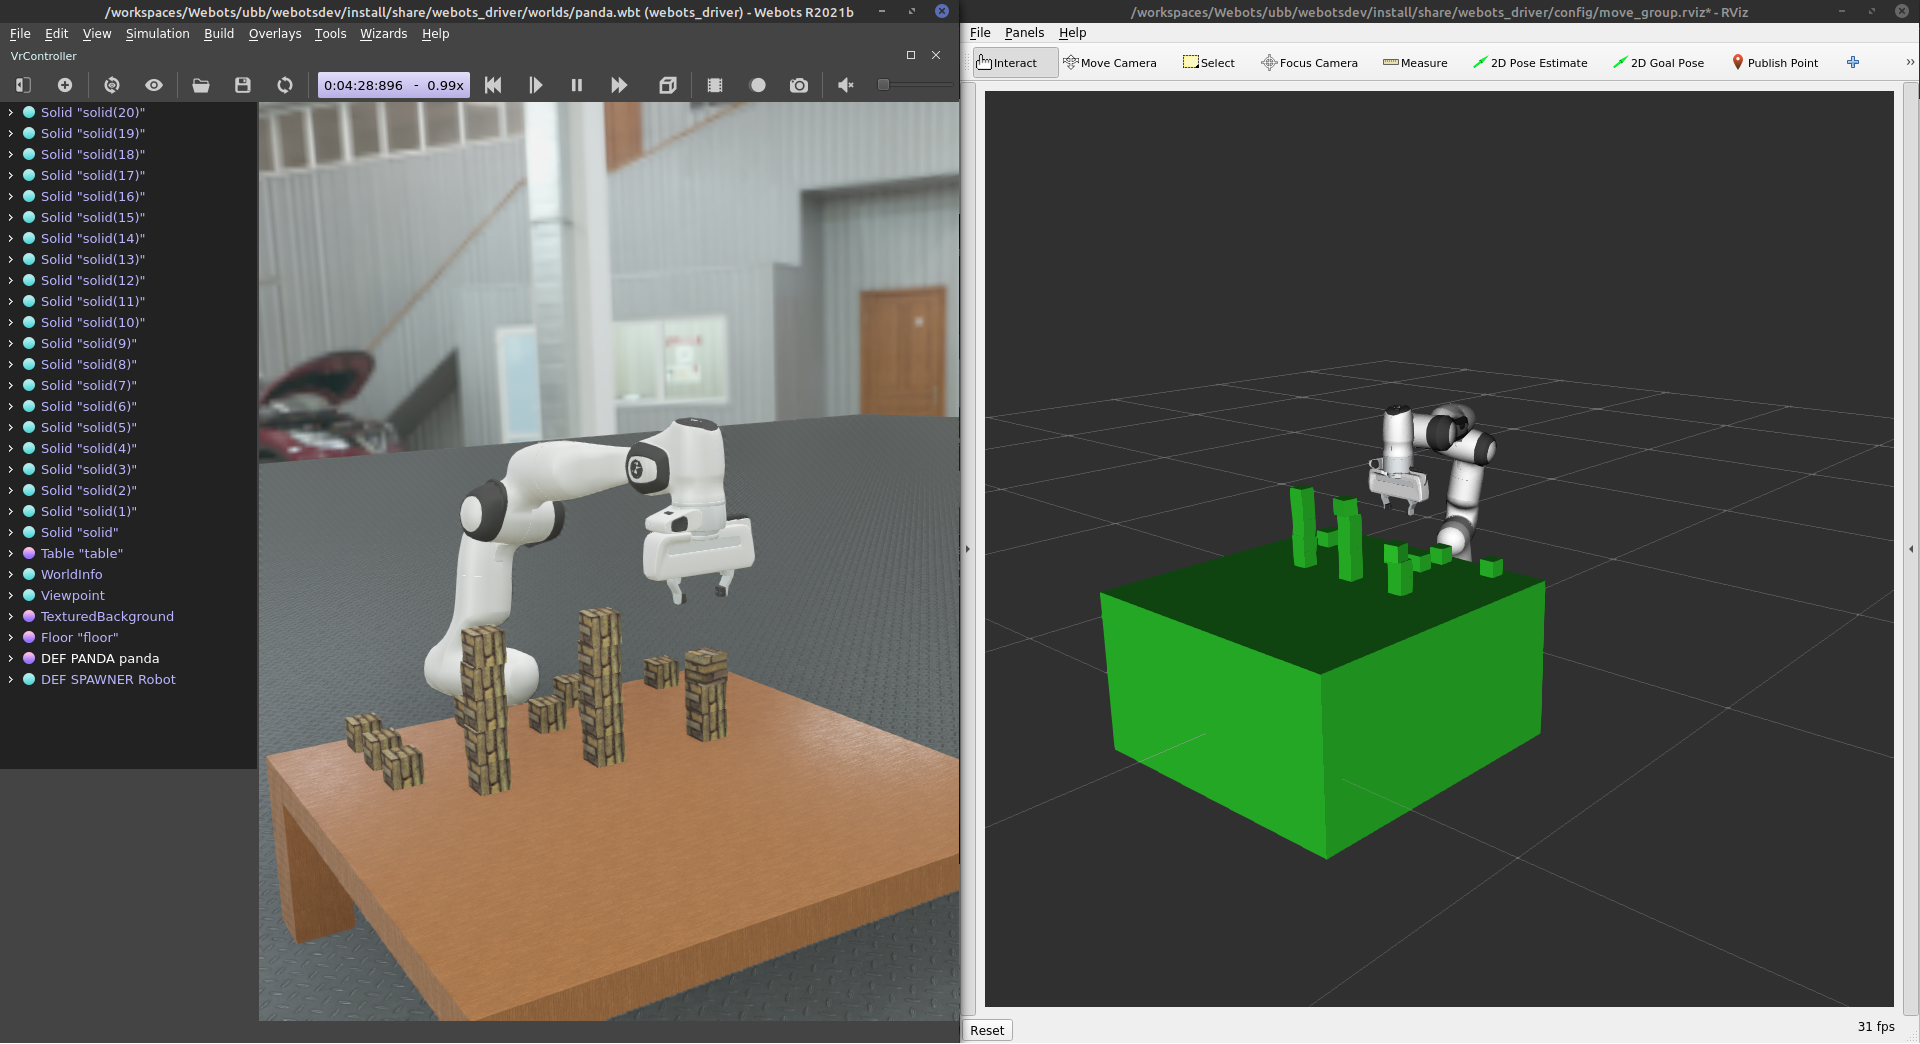 /workspaces/Webots/ubb/webotsdev/install/share/webots_driver/worlds/panda.wbt (webots_driver) - Webots R2021b
File Edit View Simulation Build Overlays Tools Wizards Help
VrController
0:04:28:896 - 0.99x
Solid "solid(20)"
Solid "solid(19)"
Solid "solid(18)"
Solid "solid(17)"
Solid "solid(16)"
Solid "solid(15)"
Solid "solid(14)"
Solid "solid(13)"
Solid "solid(12)"
Solid "solid(11)"
Solid "solid(10)"
Solid "solid(9)"
Solid "solid(8)"
Solid "solid(7)"
Solid "solid(6)"
Solid "solid(5)"
Solid "solid(4)"
Solid "solid(3)"
Solid "solid(2)"
Solid "solid(1)"
Solid "solid"
Table "table"
WorldInfo
Viewpoint
TexturedBackground
Floor "floor"
DEF PANDA panda
DEF SPAWNER Robot
/workspaces/Webots/ubb/webotsdev/install/share/webots_driver/config/move_group.rviz* - RViz
File Panels Help
Interact Move Camera Select Focus Camera Measure 2D Pose Estimate 2D Goal Pose Publish Point
Reset
31 fps